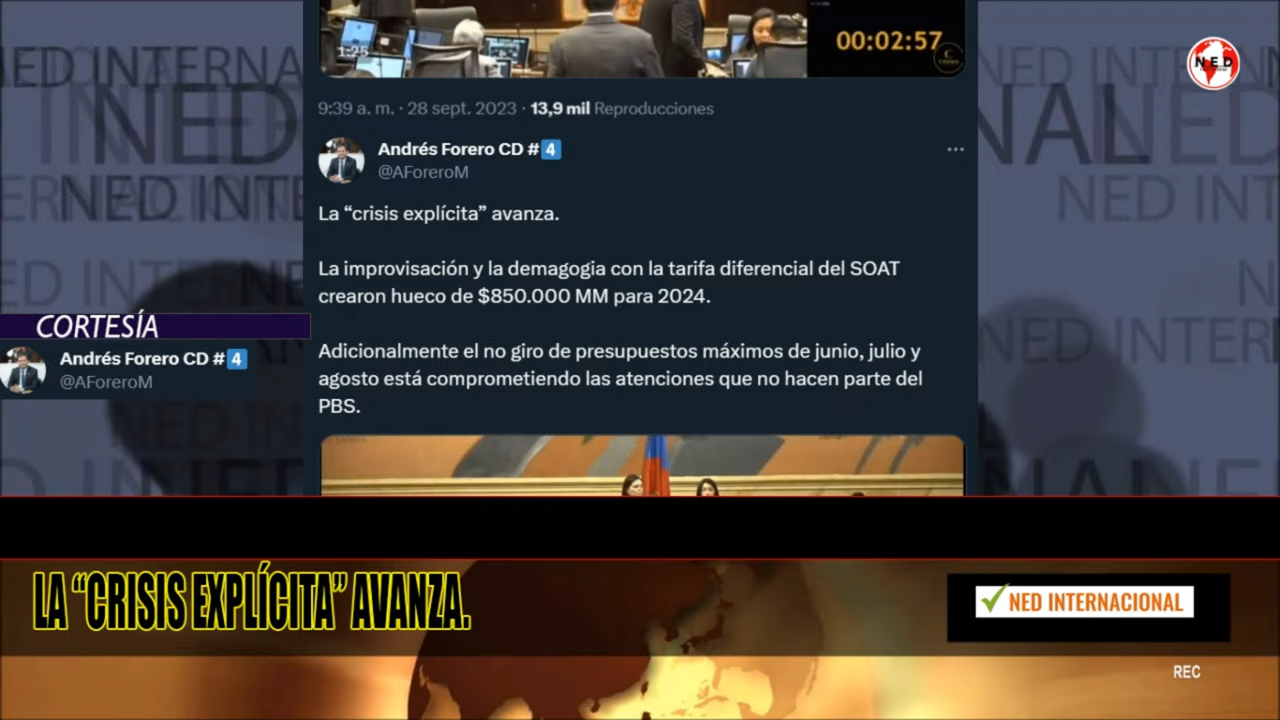 1:25
00:02:57
NED
9:39 a. m. · 28 sept. 2023 · 13,9 mil Reproducciones
Andrés Forero CD #4
@AForeroM
La “crisis explícita” avanza.
La improvisación y la demagogia con la tarifa diferencial del SOAT
crearon hueco de $850.000 MM para 2024.
Adicionalmente el no giro de presupuestos máximos de junio, julio y
agosto está comprometiendo las atenciones que no hacen parte del
PBS.
CORTESÍA
Andrés Forero CD #4
@AForeroM
LA “CRISIS EXPLÍCITA” AVANZA.
NED INTERNACIONAL
REC